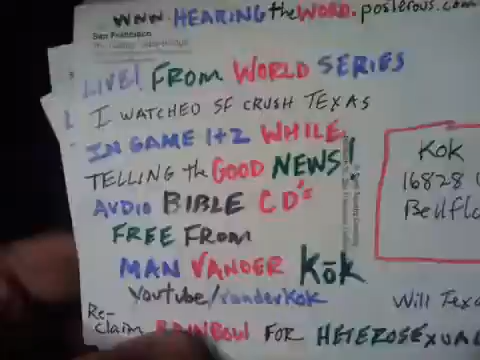 www.HEARINGtheWORD.posterous.com
San Francisco
LIVE! FROM WORLD SERIES
I WATCHED SF CRUSH TEXAS
IN GAME 1+2 WHILE
TELLING the GOOD NEWS!
AUDIO BIBLE CD's
FREE FROM
MAN VANDER KōK
Youtube/vanderkok
Re-
claim RAINBOW FOR HETEROSEXUAL
Kok
16828
Bellflo
Will Texa